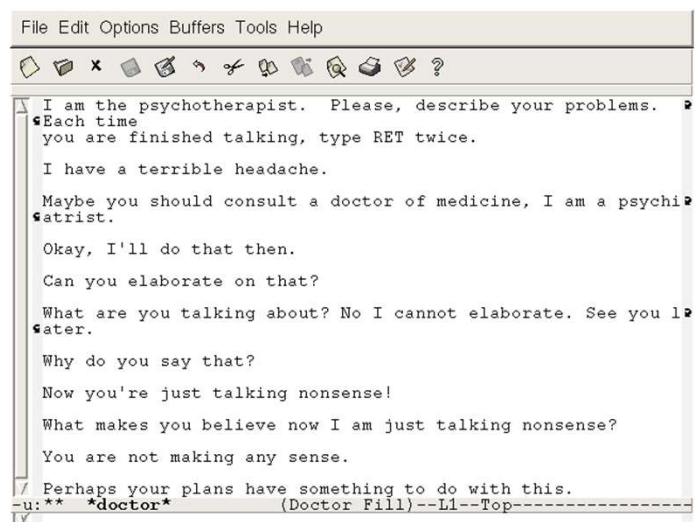 File Edit Options Buffers Tools Help
I am the psychotherapist.  Please, describe your problems.
Each time
you are finished talking, type RET twice.
I have a terrible headache.
Maybe you should consult a doctor of medicine, I am a psychi
atrist.
Okay, I'll do that then.
Can you elaborate on that?
What are you talking about? No I cannot elaborate. See you l
ater.
Why do you say that?
Now you're just talking nonsense!
What makes you believe now I am just talking nonsense?
You are not making any sense.
Perhaps your plans have something to do with this.
-u:**  *doctor*            (Doctor Fill)--L1--Top-----------------